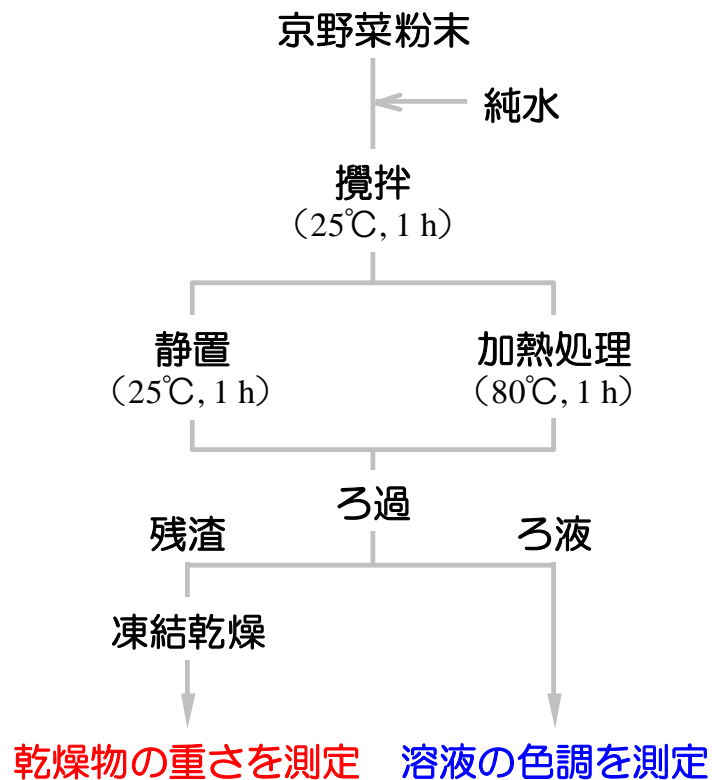 京野菜粉末
純水
攪拌
（25℃, 1 h）
静置
（25℃, 1 h）
加熱処理
（80℃, 1 h）
ろ過
残渣
ろ液
凍結乾燥
乾燥物の重さを測定
溶液の色調を測定